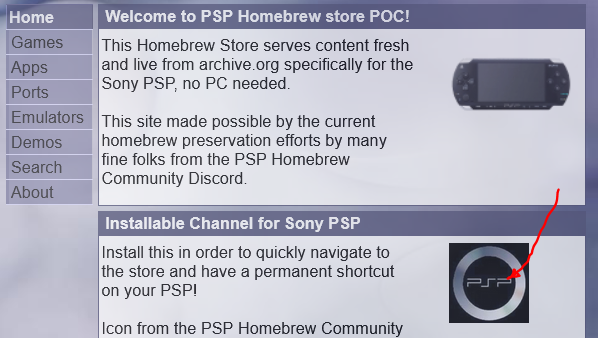 Home
Games
Apps
Ports
Emulators
Demos
Search
About
Welcome to PSP Homebrew store POC!
This Homebrew Store serves content fresh
and live from archive.org specifically for the
Sony PSP, no PC needed.
This site made possible by the current
homebrew preservation efforts by many
fine folks from the PSP Homebrew
Community Discord.
Installable Channel for Sony PSP
Install this in order to quickly navigate to
the store and have a permanent shortcut
on your PSP!
Icon from the PSP Homebrew Community
PSP